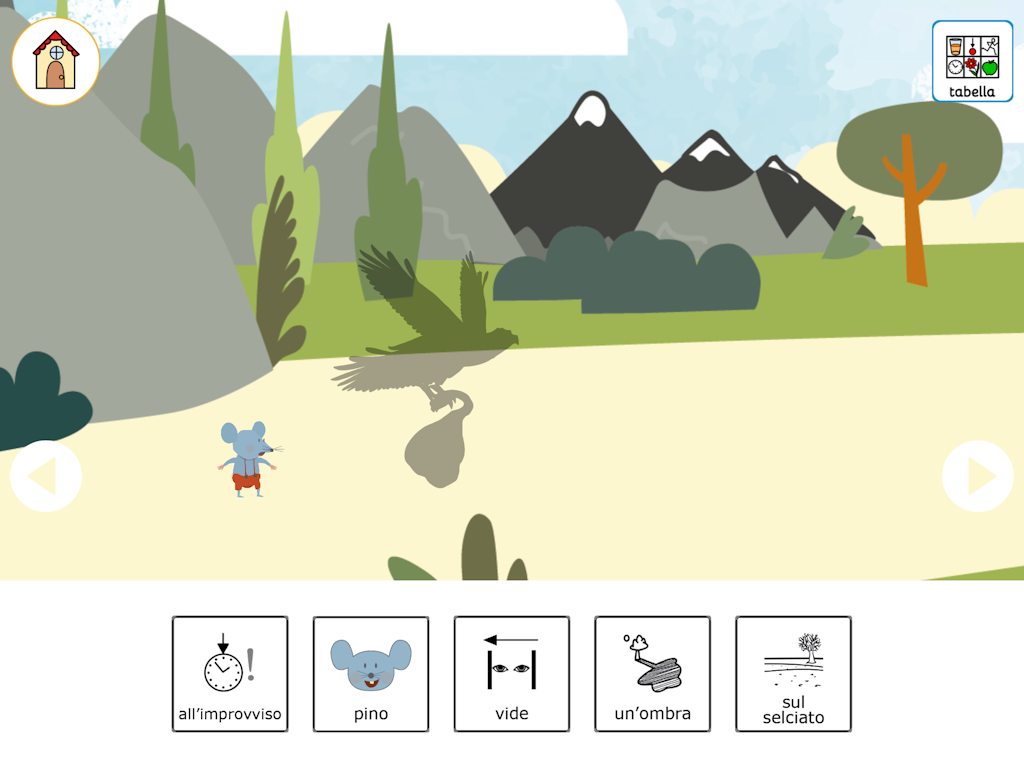 tabella
all'improvviso
pino
vide
un'ombra
sul
selciato